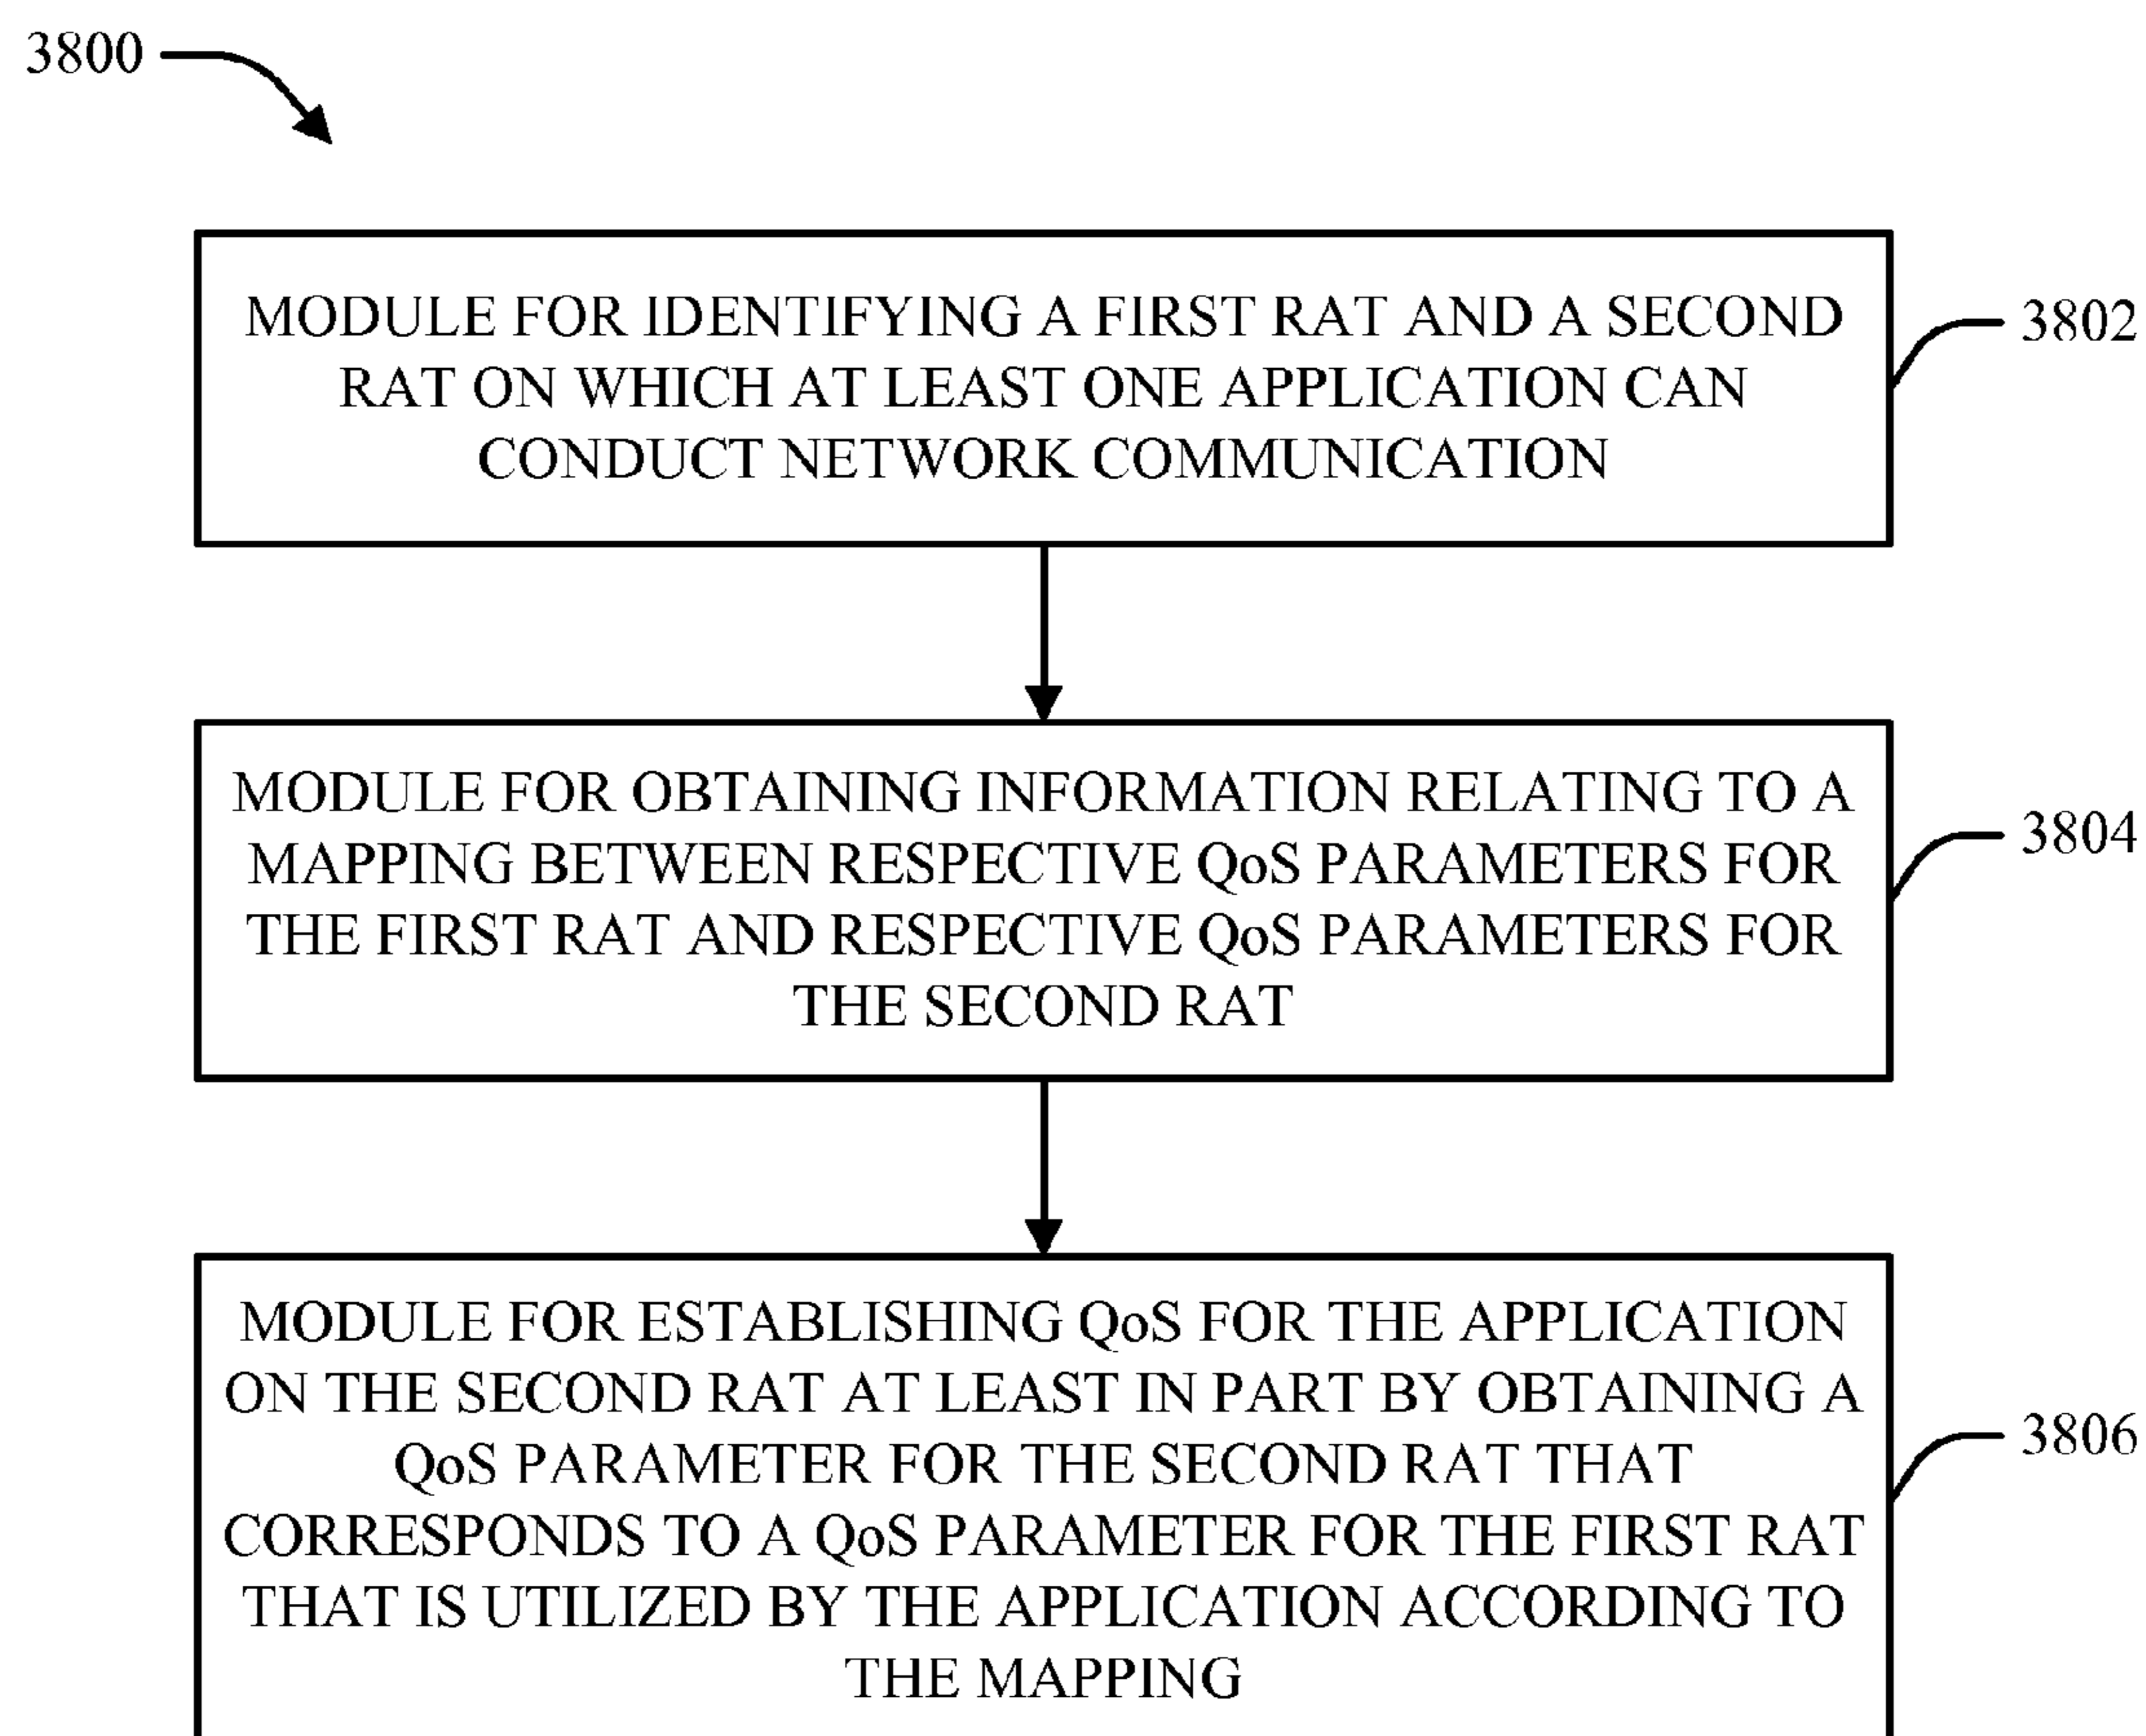 3800
MODULE FOR IDENTIFYING A FIRST RAT AND A SECOND
RAT ON WHICH AT LEAST ONE APPLICATION CAN
CONDUCT NETWORK COMMUNICATION
3802
MODULE FOR OBTAINING INFORMATION RELATING TO A
MAPPING BETWEEN RESPECTIVE QoS PARAMETERS FOR
THE FIRST RAT AND RESPECTIVE QoS PARAMETERS FOR
THE SECOND RAT
3804
MODULE FOR ESTABLISHING QoS FOR THE APPLICATION
ON THE SECOND RAT AT LEAST IN PART BY OBTAINING A
QoS PARAMETER FOR THE SECOND RAT THAT
CORRESPONDS TO A QoS PARAMETER FOR THE FIRST RAT
THAT IS UTILIZED BY THE APPLICATION ACCORDING TO
THE MAPPING
3806